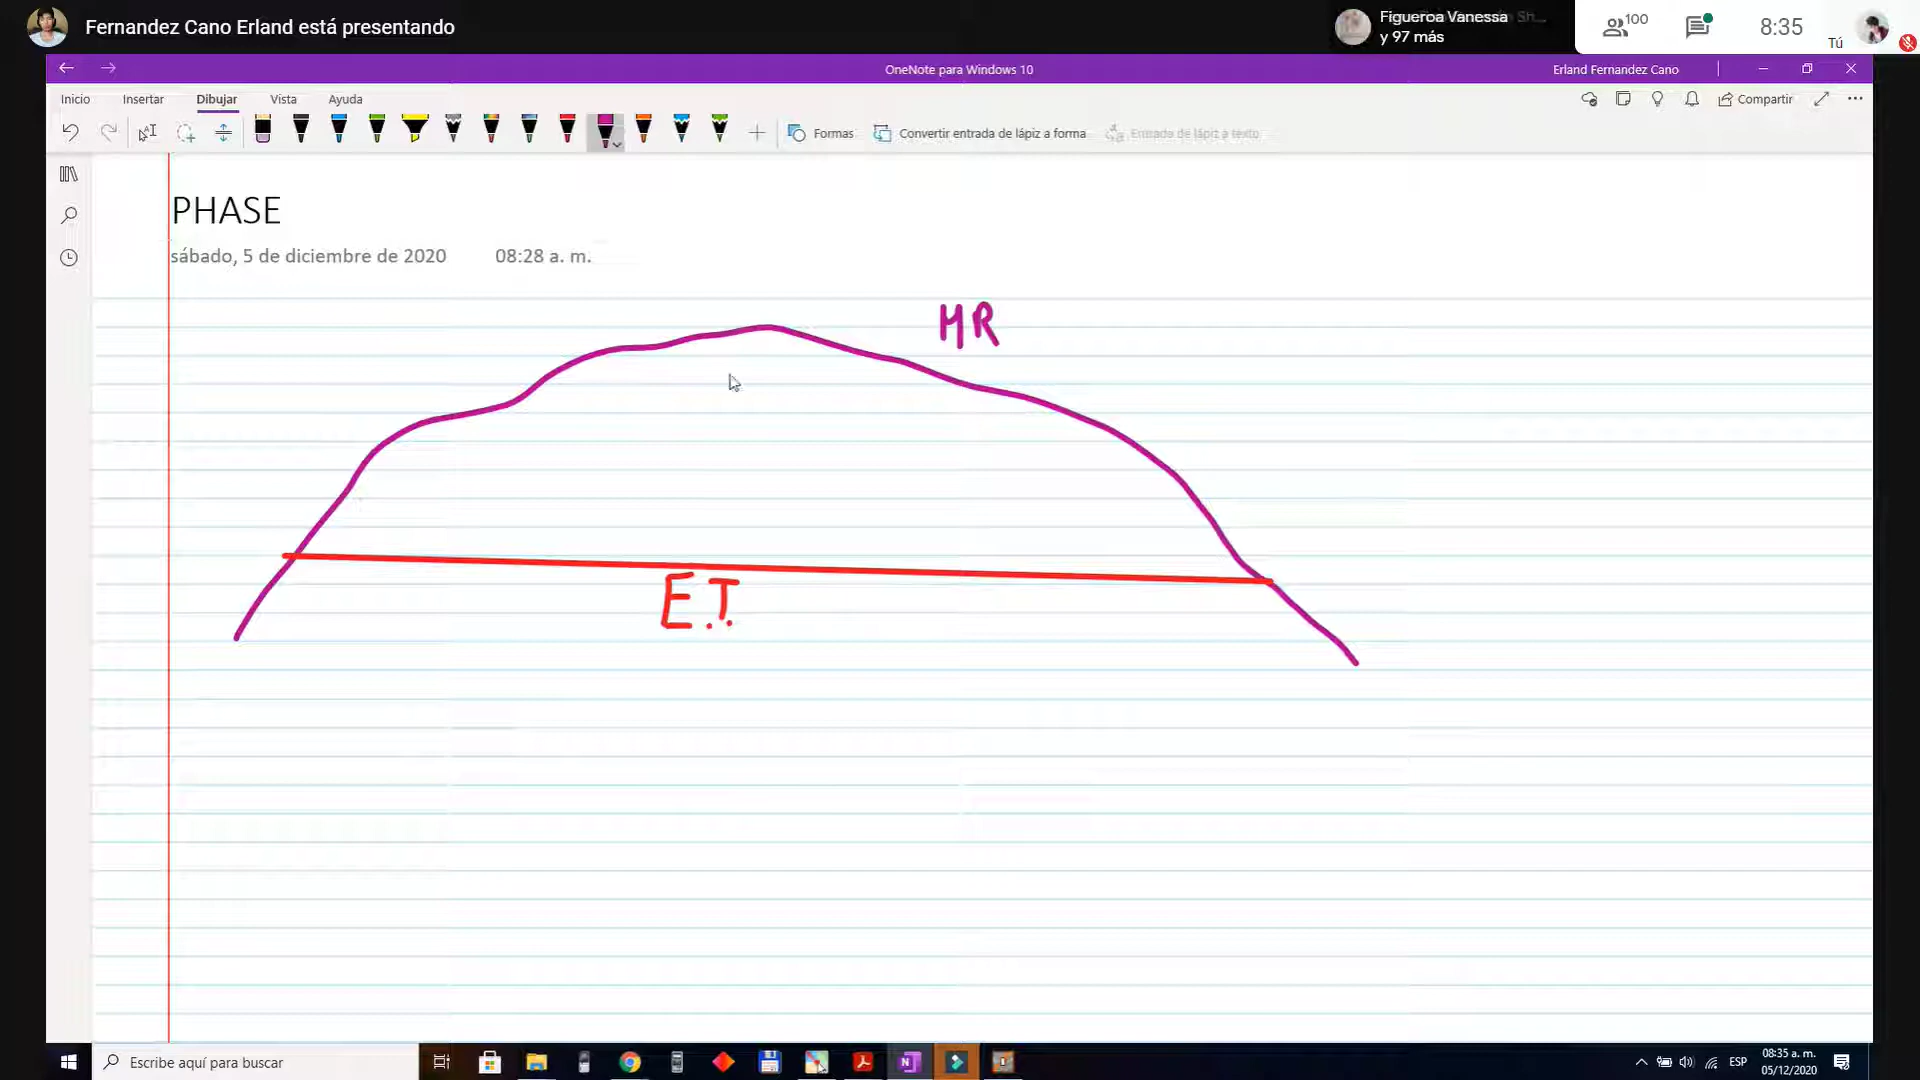 Fernandez Cano Erland está presentando
Figueroa Vanessa
y 97 más
100
8:35
Tú
OneNote para Windows 10
Erland Fernandez Cano
Inicio
Insertar
Dibujar
Vista
Ayuda
Compartir
Formas
Convertir entrada de lápiz a forma
Entrada de lápiz a texto
PHASE
sábado, 5 de diciembre de 2020
08:28 a. m.
HR
E.T.
Escribe aquí para buscar
ESP
08:35 a. m.
05/12/2020